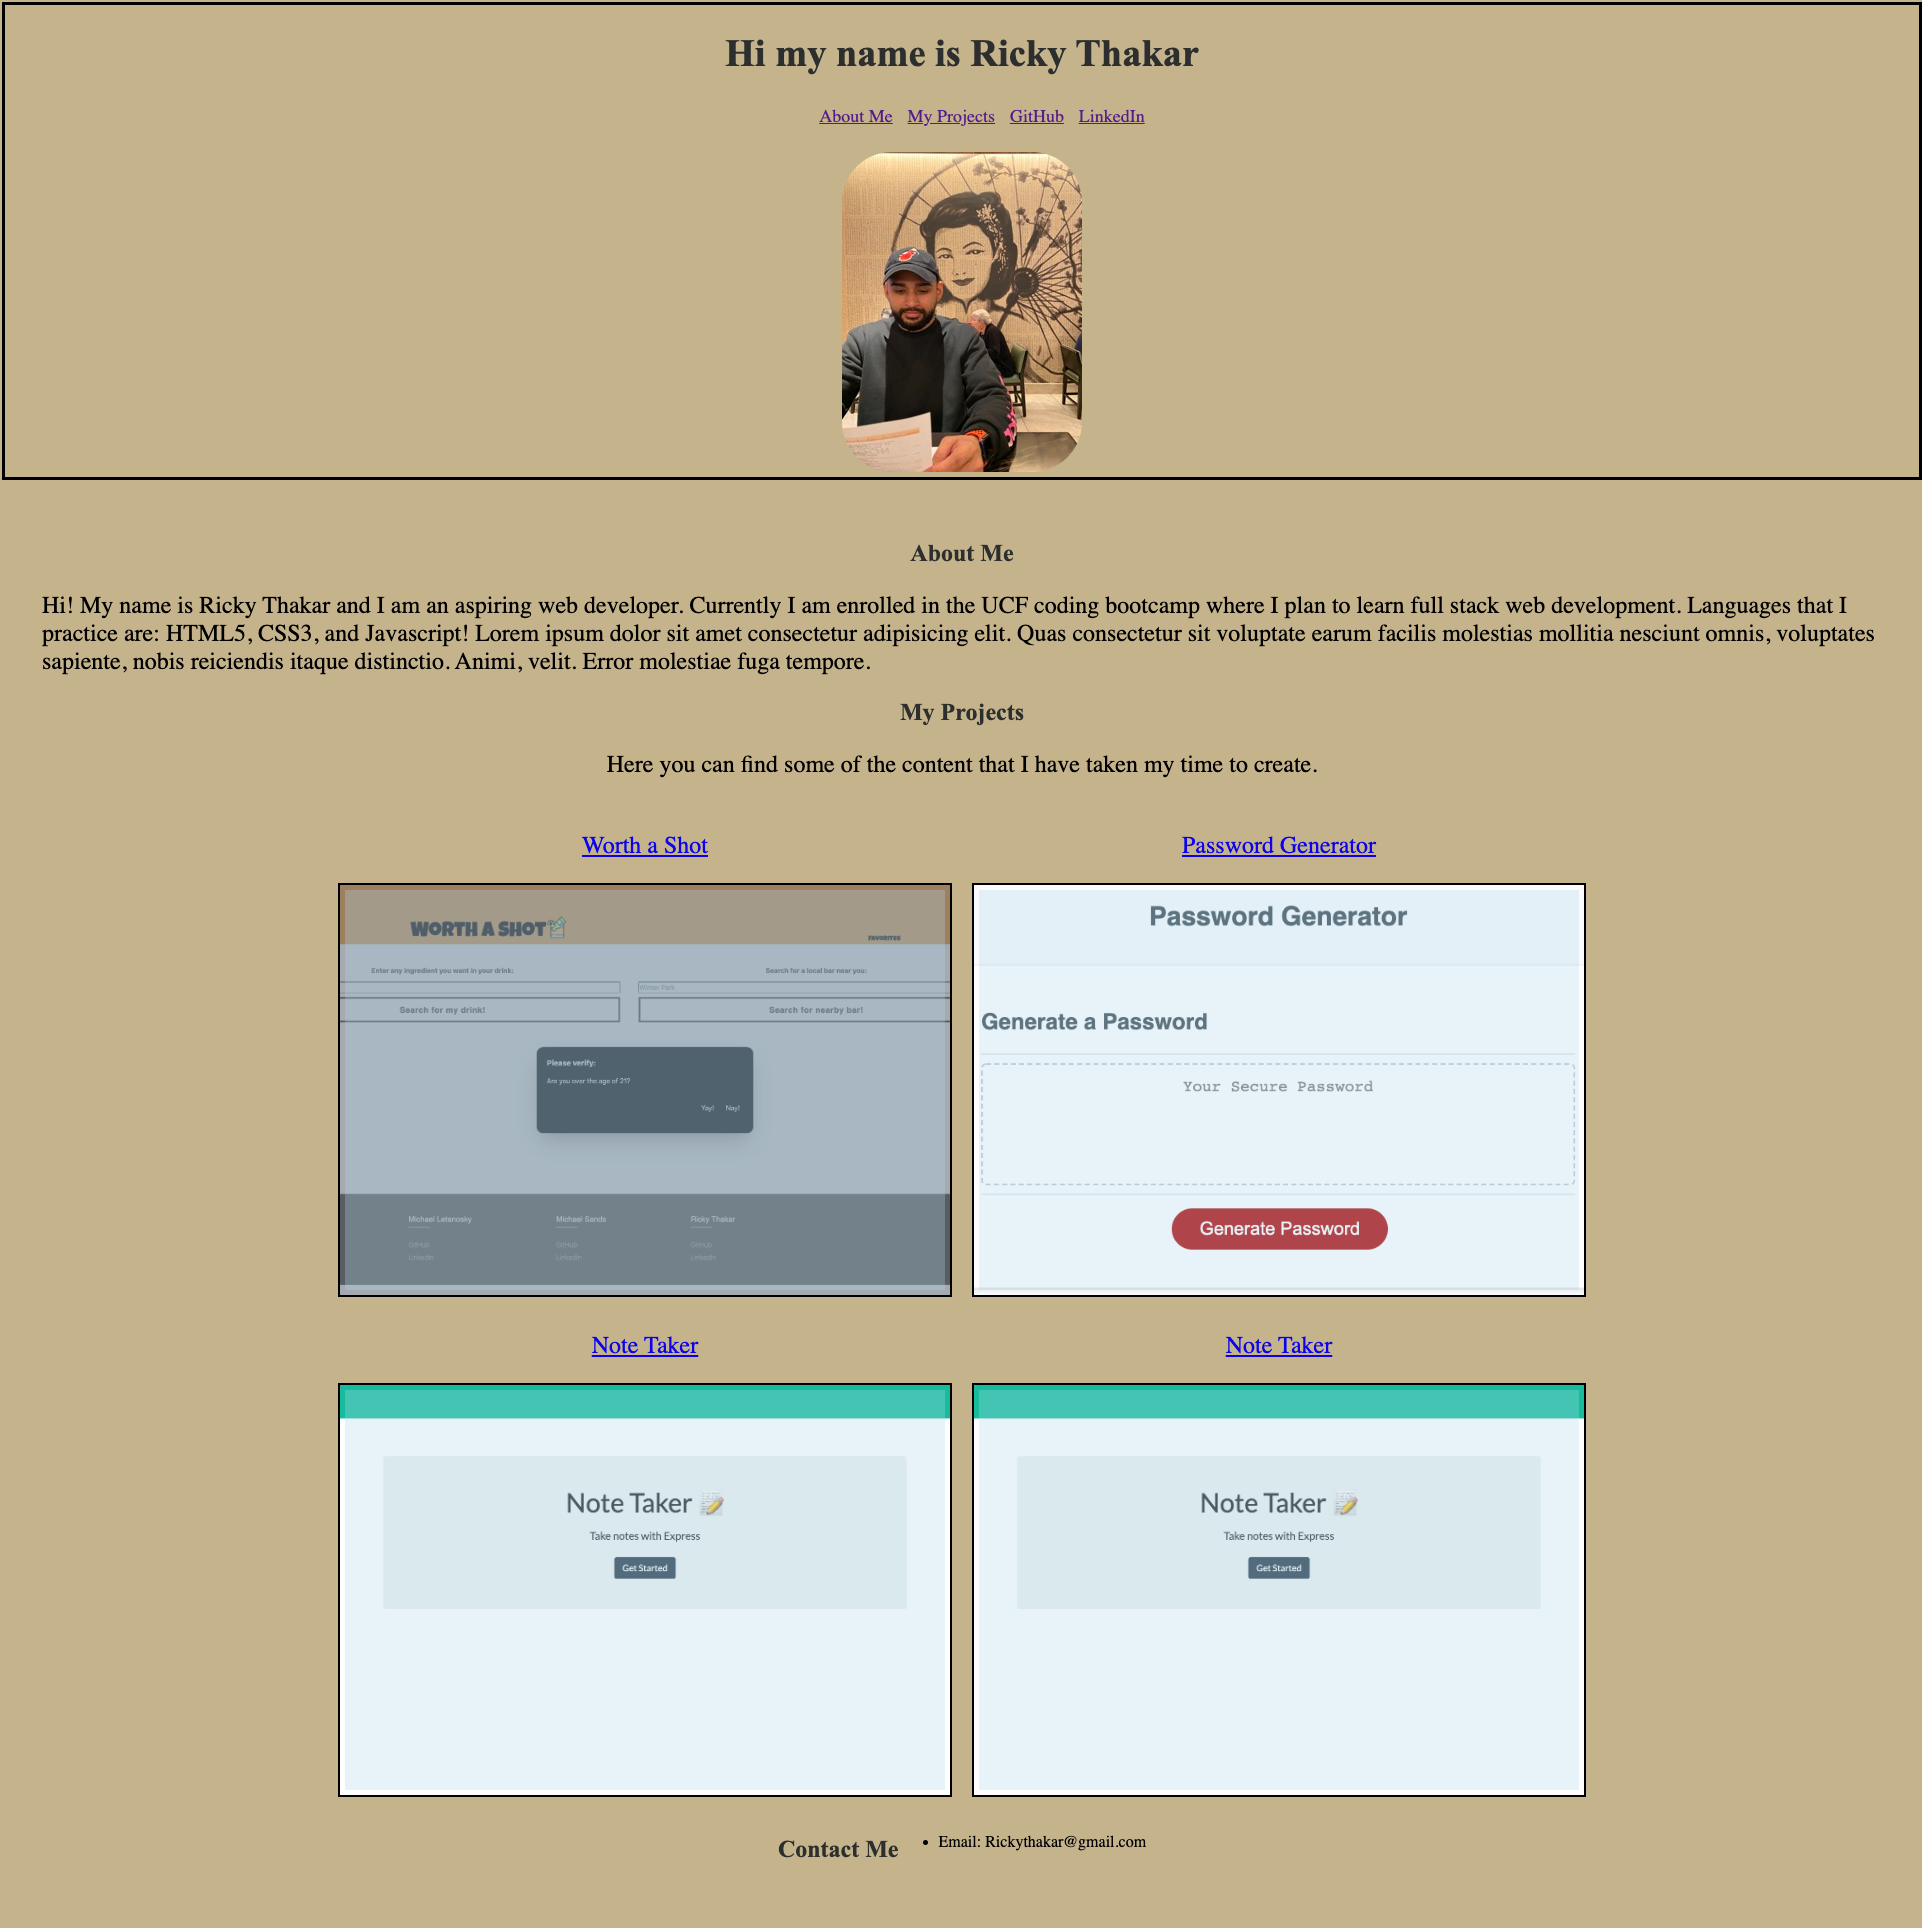 Hi my name is Ricky Thakar
About Me My Projects GitHub LinkedIn
About Me
Hi! My name is Ricky Thakar and I am an aspiring web developer. Currently I am enrolled in the UCF coding bootcamp where I plan to learn full stack web development. Languages that I
practice are: HTML5, CSS3, and Javascript! Lorem ipsum dolor sit amet consectetur adipisicing elit. Quas consectetur sit voluptate earum facilis molestias mollitia nesciunt omnis, voluptates
sapiente, nobis reiciendis itaque distinctio. Animi, velit. Error molestiae fuga tempore.
My Projects
Here you can find some of the content that I have taken my time to create.
Worth a Shot
WORTH A SHOT
FAVORITES
Enter any ingredient you want in your drink:
Search for a local bar near you:
Winter Park
Search for my drink!
Search for nearby bar!
Please verify:
Are you over the age of 21?
Yay! Nay!
Michael Letanosky Michael Sands Ricky Thakar
GitHub GitHub GitHub
LinkedIn LinkedIn LinkedIn
Password Generator
Password Generator
Generate a Password
Your Secure Password
Generate Password
Note Taker
Note Taker
Take notes with Express
Get Started
Note Taker
Note Taker
Take notes with Express
Get Started
Contact Me
• Email: Rickythakar@gmail.com